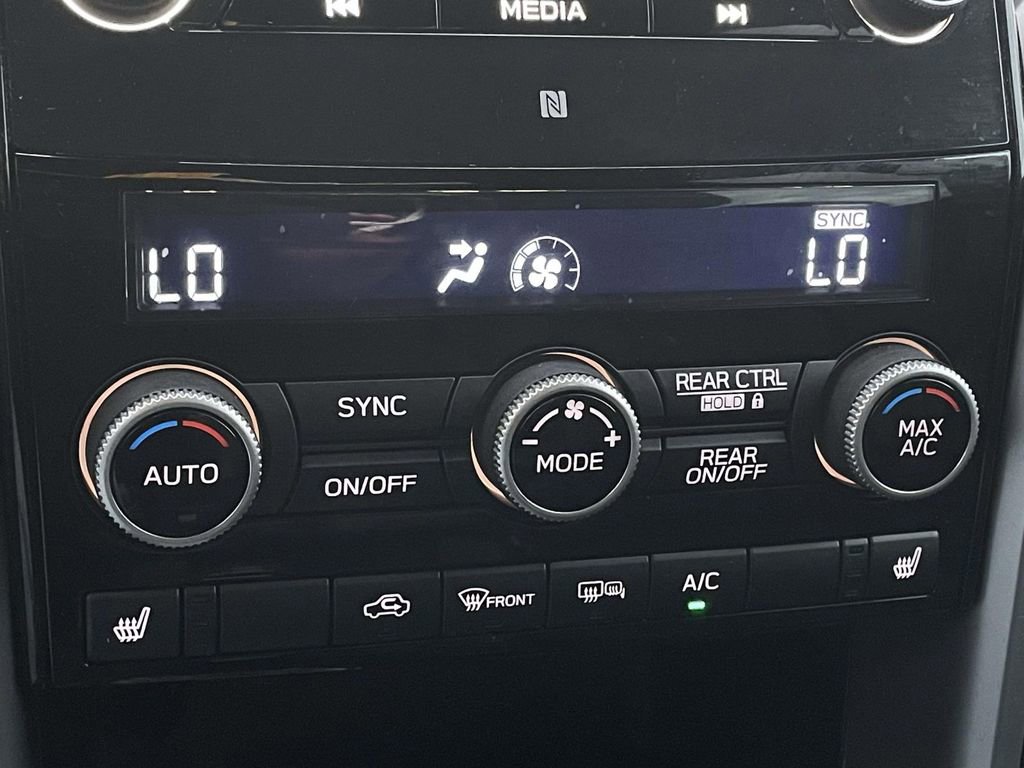 MEDIA
SYNC
LO
LO
SYNC
REAR CTRL
HOLD
AUTO
ON/OFF
- MODE +
REAR
ON/OFF
MAX
A/C
FRONT
A/C